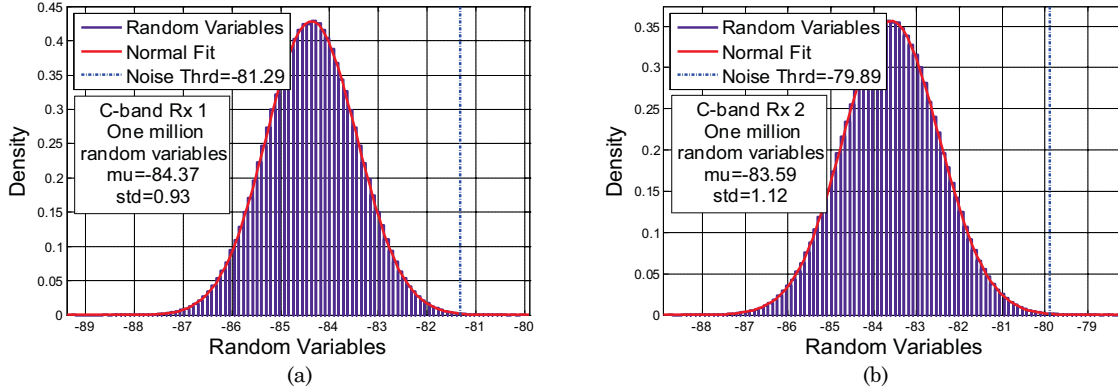 0.45
0.4
0.35
0.3
0.25
0.2
0.15
0.1
0.05
0
Density
Random Variables
Normal Fit
Noise Thrd=-81.29
C-band Rx 1
One million
random variables
mu=-84.37
std=0.93
-89 -88 -87 -86 -85 -84 -83 -82 -81 -80
Random Variables
(a)
0.35
0.3
0.25
0.2
0.15
0.1
0.05
0
Density
Random Variables
Normal Fit
Noise Thrd=-79.89
C-band Rx 2
One million
random variables
mu=-83.59
std=1.12
-88 -87 -86 -85 -84 -83 -82 -81 -80 -79
Random Variables
(b)